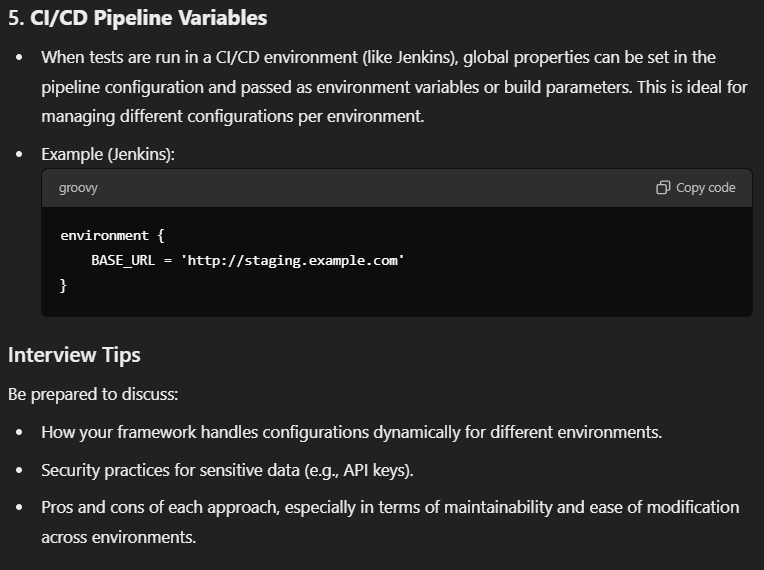 5. CI/CD Pipeline Variables
• When tests are run in a CI/CD environment (like Jenkins), global properties can be set in the
pipeline configuration and passed as environment variables or build parameters. This is ideal for
managing different configurations per environment.
• Example (Jenkins):
groovy
Copy code
environment {
    BASE_URL = 'http://staging.example.com'
}
Interview Tips
Be prepared to discuss:
• How your framework handles configurations dynamically for different environments.
• Security practices for sensitive data (e.g., API keys).
• Pros and cons of each approach, especially in terms of maintainability and ease of modification
across environments.